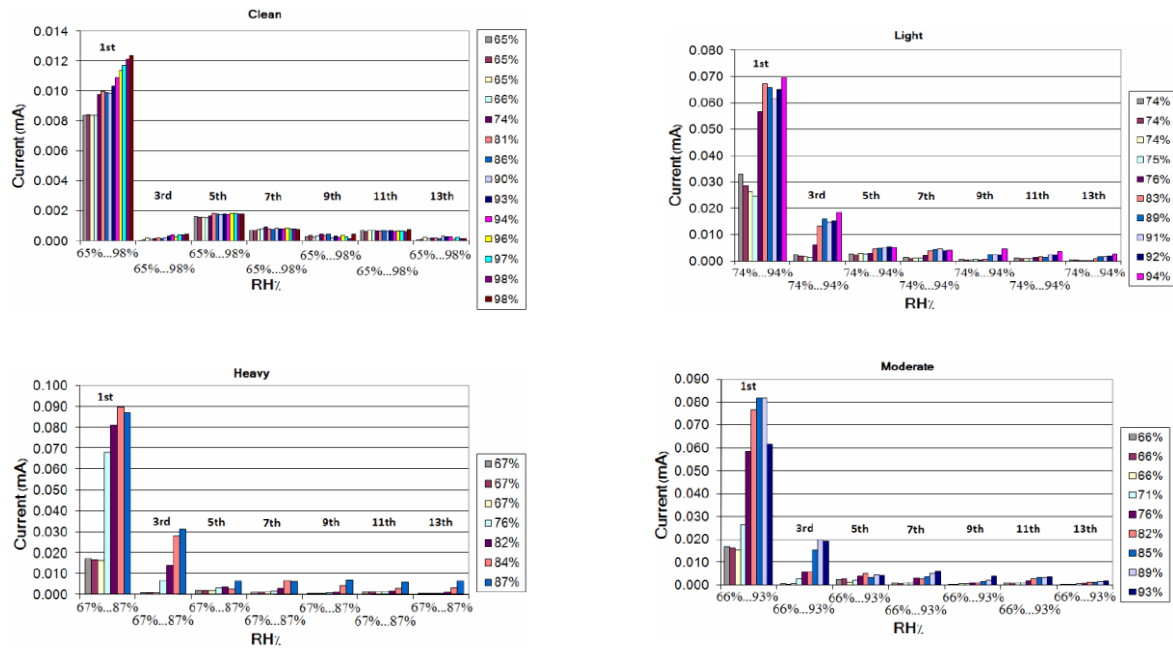 Clean
0.014
0.012
0.010
0.008
0.006
0.004
0.002
0.000
Current (mA)
1st
3rd 5th 7th 9th 11th 13th
65%...98% 65%...98% 65%...98% 65%...98%
65%...98% 65%...98% 65%...98%
RH%
65%
65%
65%
66%
74%
81%
86%
90%
93%
94%
96%
97%
98%
98%
Light
0.080
0.070
0.060
0.050
0.040
0.030
0.020
0.010
0.000
Current (mA)
1st
3rd 5th 7th 9th 11th 13th
74%...94% 74%...94% 74%...94% 74%...94%
74%...94% 74%...94% 74%...94%
RH%
74%
74%
74%
75%
76%
83%
89%
91%
92%
94%
Heavy
0.100
0.090
0.080
0.070
0.060
0.050
0.040
0.030
0.020
0.010
0.000
Current (mA)
1st
3rd 5th 7th 9th 11th 13th
67%...87% 67%...87% 67%...87% 67%...87%
67%...87% 67%...87% 67%...87%
RH%
67%
67%
67%
76%
82%
84%
87%
Moderate
0.090
0.080
0.070
0.060
0.050
0.040
0.030
0.020
0.010
0.000
Current (mA)
1st
3rd 5th 7th 9th 11th 13th
66%...93% 66%...93% 66%...93% 66%...93%
66%...93% 66%...93% 66%...93%
RH%
66%
66%
66%
71%
76%
82%
85%
89%
93%